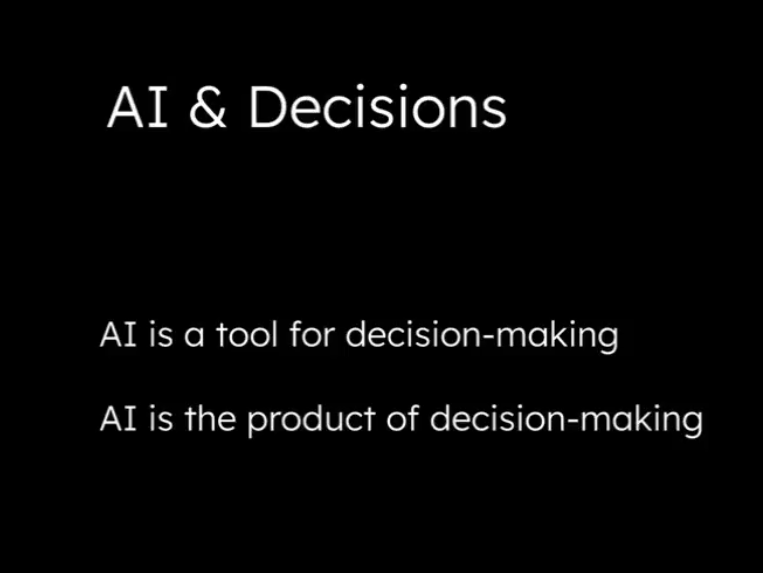 AI & Decisions
AI is a tool for decision-making
AI is the product of decision-making